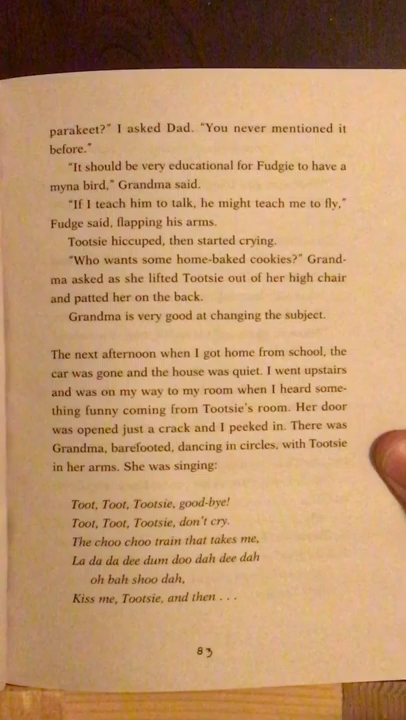 parakeet?" I asked Dad. "You never mentioned it
before."
"It should be very educational for Fudgie to have a
myna bird," Grandma said.
"If I teach him to talk, he might teach me to fly,"
Fudge said, flapping his arms.
Tootsie hiccuped, then started crying.
"Who wants some home-baked cookies?" Grand-
ma asked as she lifted Tootsie out of her high chair
and patted her on the back.
Grandma is very good at changing the subject.
The next afternoon when I got home from school, the
car was gone and the house was quiet. I went upstairs
and was on my way to my room when I heard some-
thing funny coming from Tootsie's room. Her door
was opened just a crack and I peeked in. There was
Grandma, barefooted, dancing in circles, with Tootsie
in her arms. She was singing:
Toot, Toot, Tootsie, good-bye!
Toot, Toot, Tootsie, don't cry.
The choo choo train that takes me,
La da da dee dum doo dah dee dah
oh bah shoo dah,
Kiss me, Tootsie, and then . . .
83